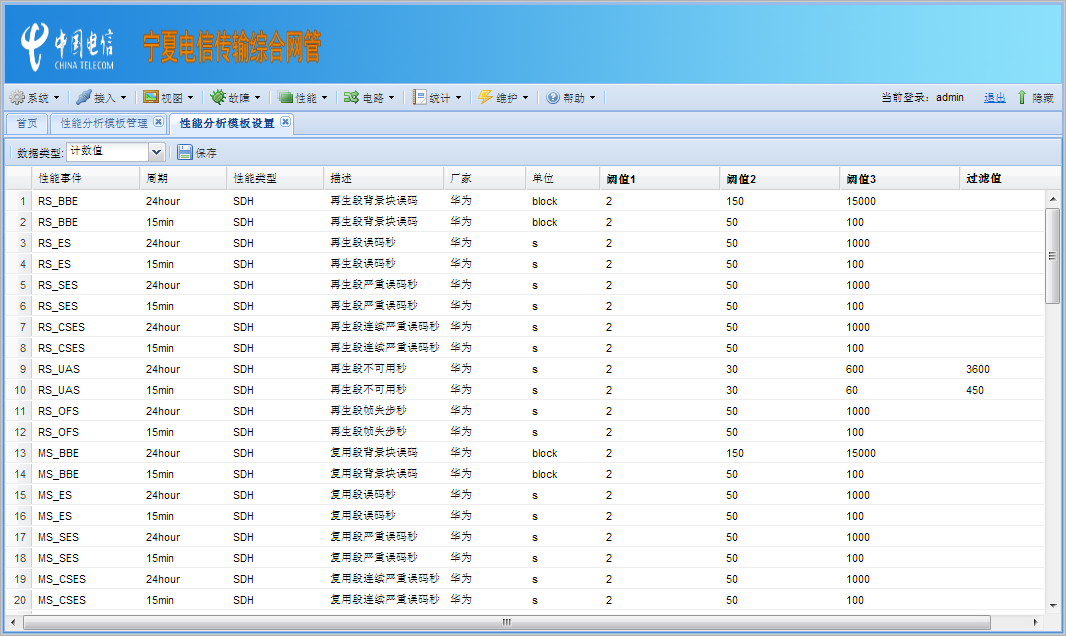 中国电信
CHINA TELECOM
宁夏电信传输综合网管
系统 接入 视图 故障 性能 电路 统计 维护 帮助 当前登录: admin 退出 隐藏
首页 性能分析模板管理 性能分析模板设置
数据类型: 计数值 保存
性能事件 周期 性能类型 描述 厂家 单位 阈值1 阈值2 阈值3 过滤值
1 RS_BBE 24hour SDH 再生段背景块误码 华为 block 2 150 15000
2 RS_BBE 15min SDH 再生段背景块误码 华为 block 2 50 100
3 RS_ES 24hour SDH 再生段误码秒 华为 s 2 50 1000
4 RS_ES 15min SDH 再生段误码秒 华为 s 2 50 100
5 RS_SES 24hour SDH 再生段严重误码秒 华为 s 2 50 1000
6 RS_SES 15min SDH 再生段严重误码秒 华为 s 2 50 100
7 RS_CSES 24hour SDH 再生段连续严重误码秒 华为 s 2 50 1000
8 RS_CSES 15min SDH 再生段连续严重误码秒 华为 s 2 50 100
9 RS_UAS 24hour SDH 再生段不可用秒 华为 s 2 30 600 3600
10 RS_UAS 15min SDH 再生段不可用秒 华为 s 2 30 60 450
11 RS_OFS 24hour SDH 再生段帧失步秒 华为 s 2 50 1000
12 RS_OFS 15min SDH 再生段帧失步秒 华为 s 2 50 100
13 MS_BBE 24hour SDH 复用段背景块误码 华为 block 2 150 15000
14 MS_BBE 15min SDH 复用段背景块误码 华为 block 2 50 100
15 MS_ES 24hour SDH 复用段误码秒 华为 s 2 50 1000
16 MS_ES 15min SDH 复用段误码秒 华为 s 2 50 100
17 MS_SES 24hour SDH 复用段严重误码秒 华为 s 2 50 1000
18 MS_SES 15min SDH 复用段严重误码秒 华为 s 2 50 100
19 MS_CSES 24hour SDH 复用段连续严重误码秒 华为 s 2 50 1000
20 MS_CSES 15min SDH 复用段连续严重误码秒 华为 s 2 50 100